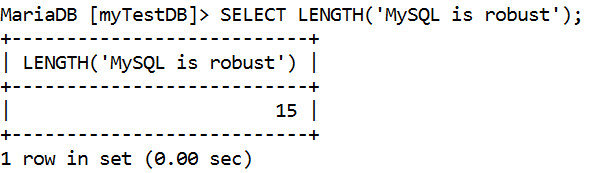 MariaDB [myTestDB]> SELECT LENGTH('MySQL is robust');
+---------------------------+
| LENGTH('MySQL is robust') |
+---------------------------+
|                        15 |
+---------------------------+
1 row in set (0.00 sec)